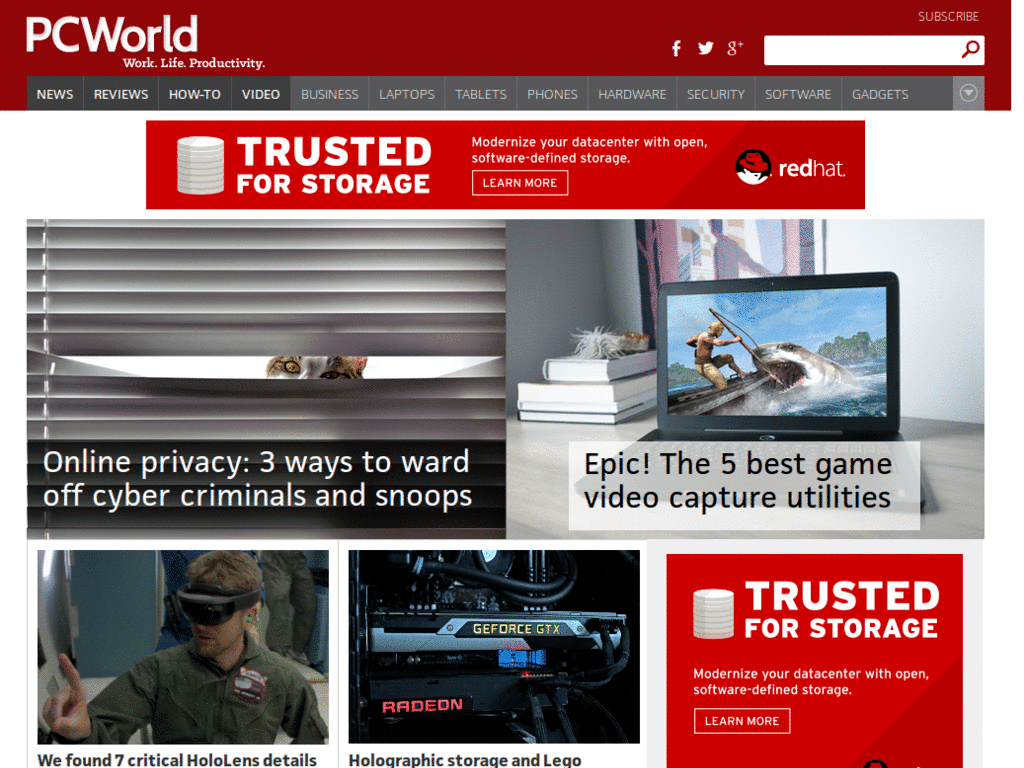 SUBSCRIBE
PCWorld
Work. Life. Productivity.
NEWS REVIEWS HOW-TO VIDEO BUSINESS LAPTOPS TABLETS PHONES HARDWARE SECURITY SOFTWARE GADGETS
TRUSTED
FOR STORAGE
Modernize your datacenter with open,
software-defined storage.
LEARN MORE
redhat.
Online privacy: 3 ways to ward
off cyber criminals and snoops
Epic! The 5 best game
video capture utilities
GEFORCE GTX
RADEON
We found 7 critical HoloLens details
Holographic storage and Lego
TRUSTED
FOR STORAGE
Modernize your datacenter with open,
software-defined storage.
LEARN MORE